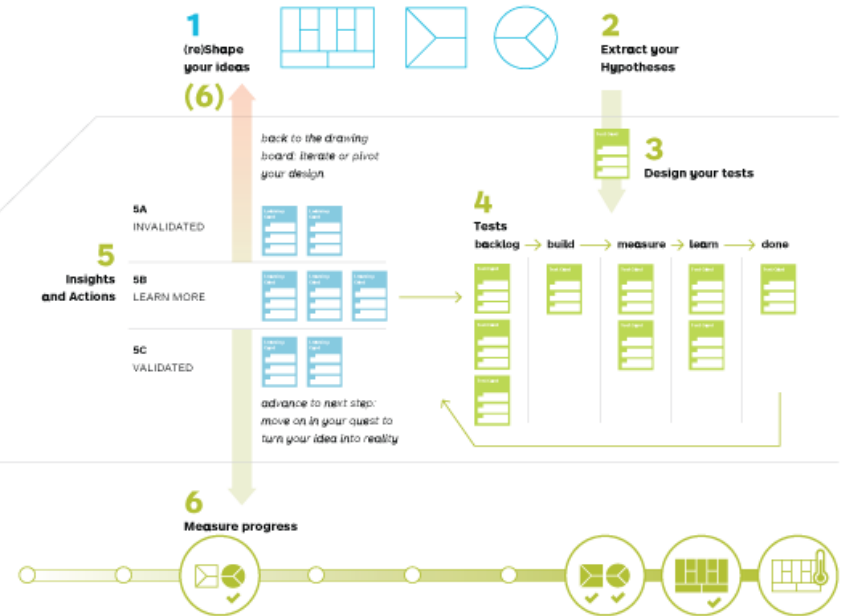 1
(re)Shape
your ideas
(6)
2
Extract your
Hypotheses
3
Design your tests
back to the drawing
board: iterate or pivot
your design
4
Tests
backlog
build
measure
learn
done
5
Insights
and Actions
5A
INVALIDATED
5B
LEARN MORE
5C
VALIDATED
advance to next step:
move on in your quest to
turn your idea into reality
6
Measure progress